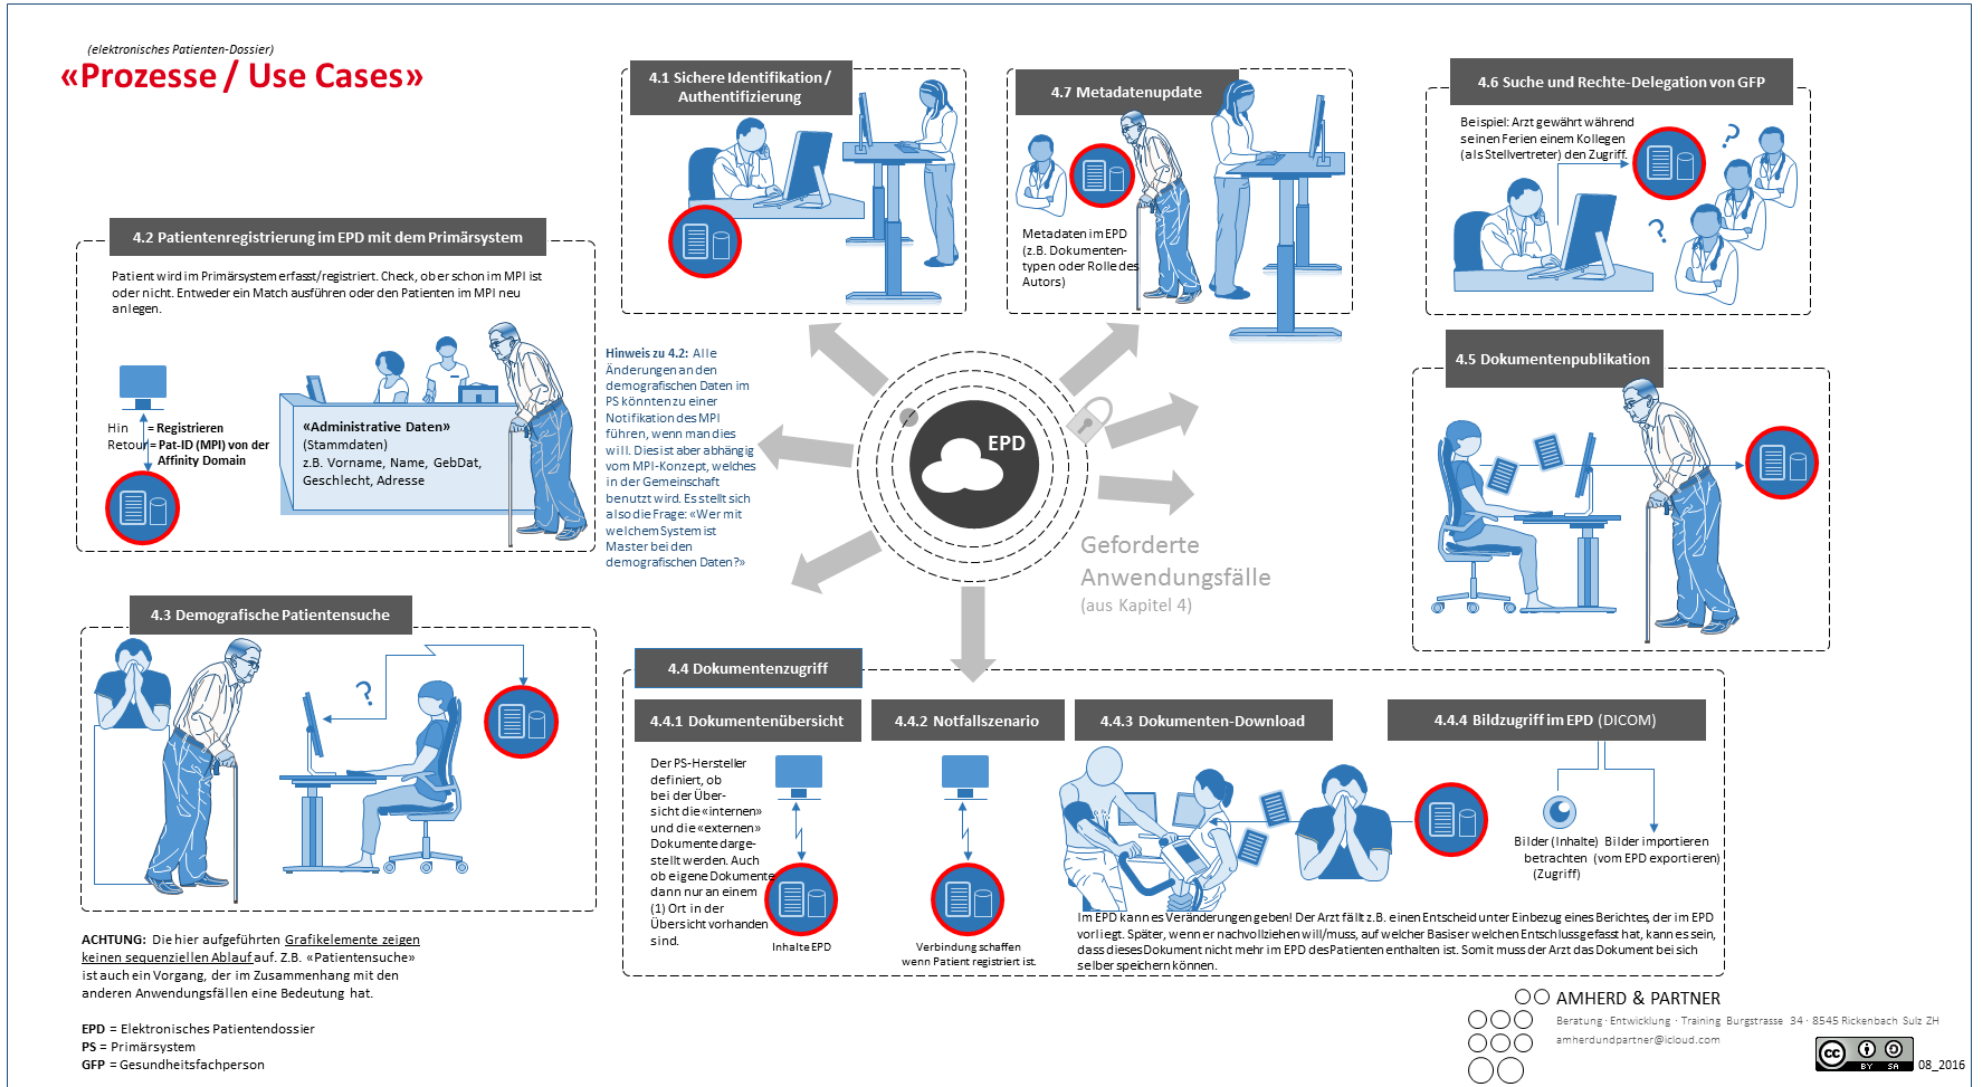 (elektronisches Patienten-Dossier)
«Prozesse / Use Cases»
4.1 Sichere Identifikation /
Authentifizierung
4.7 Metadatenupdate
Metadaten im EPD
(z.B. Dokumenten-
typen oder Rolle des
Autors)
4.6 Suche und Rechte-Delegation von GFP
Beispiel: Arzt gewährt während
seinen Ferien einem Kollegen
(als Stellvertreter) den Zugriff.
?
?
4.2 Patientenregistrierung im EPD mit dem Primärsystem
Patient wird im Primärsystem erfasst/registriert. Check, ob er schon im MPI ist
oder nicht. Entweder ein Match ausführen oder den Patienten im MPI neu
anlegen.
Hin = Registrieren
Retour = Pat-ID (MPI) von der
Affinity Domain
«Administrative Daten»
(Stammdaten)
z.B. Vorname, Name, GebDat,
Geschlecht, Adresse
Hinweis zu 4.2: Alle
Änderungen an den
demografischen Daten im
PS könnten zu einer
Notifikation des MPI
führen, wenn man dies
will. Dies ist aber abhängig
vom MPI-Konzept, welches
in der Gemeinschaft
benutzt wird. Es stellt sich
also die Frage: «Wer mit
welchem System ist
Master bei den
demografischen Daten?»
EPD
Geforderte
Anwendungsfälle
(aus Kapitel 4)
4.5 Dokumentenpublikation
4.3 Demografische Patientensuche
?
4.4 Dokumentenzugriff
4.4.1 Dokumentenübersicht
Der PS-Hersteller
definiert, ob
bei der Über-
sicht die «internen»
und die «externen»
Dokumente darge-
stellt werden. Auch
ob eigene Dokumente
dann nur an einem
(1) Ort in der
Übersicht vorhanden
sind.
Inhalte EPD
4.4.2 Notfallszenario
Verbindung schaffen
wenn Patient registriert ist.
4.4.3 Dokumenten-Download
4.4.4 Bildzugriff im EPD (DICOM)
Bilder (Inhalte)
betrachten
(Zugriff)
Bilder importieren
(vom EPD exportieren)
Im EPD kann es Veränderungen geben! Der Arzt fällt z.B. einen Entscheid unter Einbezug eines Berichtes, der im EPD
vorliegt. Später, wenn er nachvollziehen will/muss, auf welcher Basis er welchen Entschluss gefasst hat, kann es sein,
dass dieses Dokument nicht mehr im EPD des Patienten enthalten ist. Somit muss der Arzt das Dokument bei sich
selber speichern können.
ACHTUNG: Die hier aufgeführten Grafikelemente zeigen
keinen sequenziellen Ablauf auf. Z.B. «Patientensuche»
ist auch ein Vorgang, der im Zusammenhang mit den
anderen Anwendungsfällen eine Bedeutung hat.
EPD = Elektronisches Patientendossier
PS = Primärsystem
GFP = Gesundheitsfachperson
AMHERD & PARTNER
Beratung · Entwicklung · Training Burgstrasse 34 · 8545 Rickenbach Sulz ZH
amherdundpartner@icloud.com
cc BY SA
08_2016